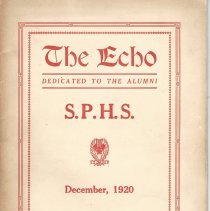 The Echo
DEDICATED TO THE ALUMNI
S.P.H.S.
December, 1920